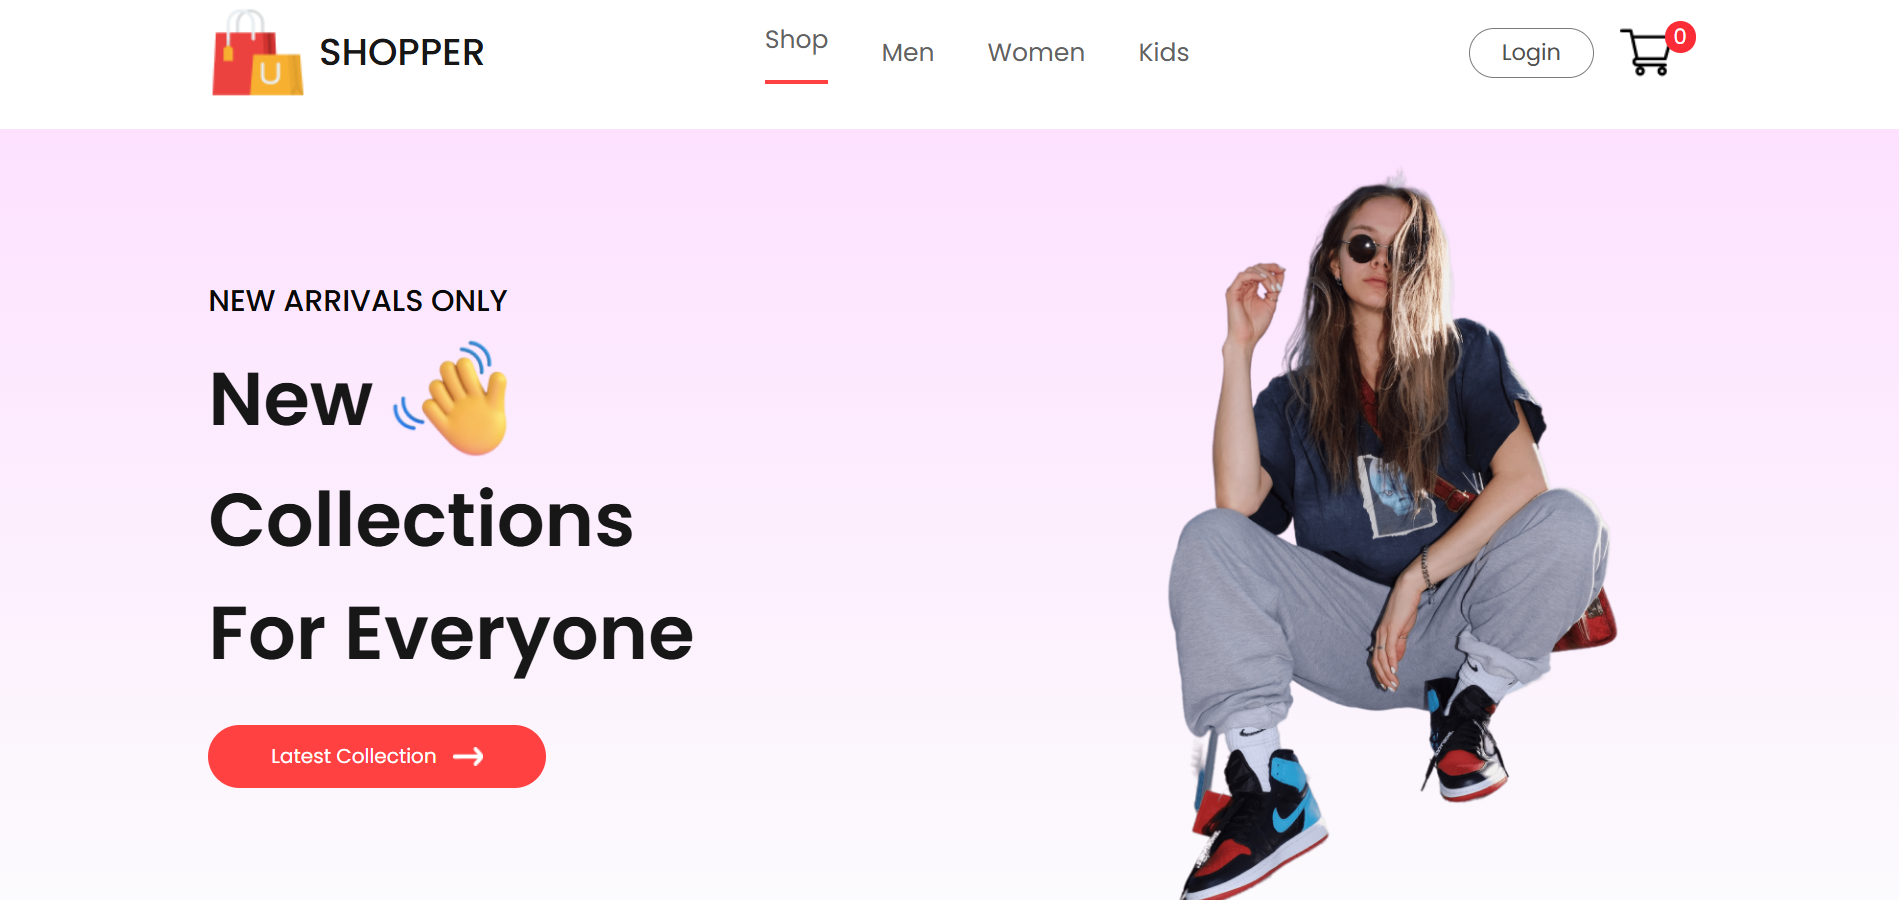 U
SHOPPER
Shop
Men
Women
Kids
Login
0
NEW ARRIVALS ONLY
New
Collections
For Everyone
Latest Collection